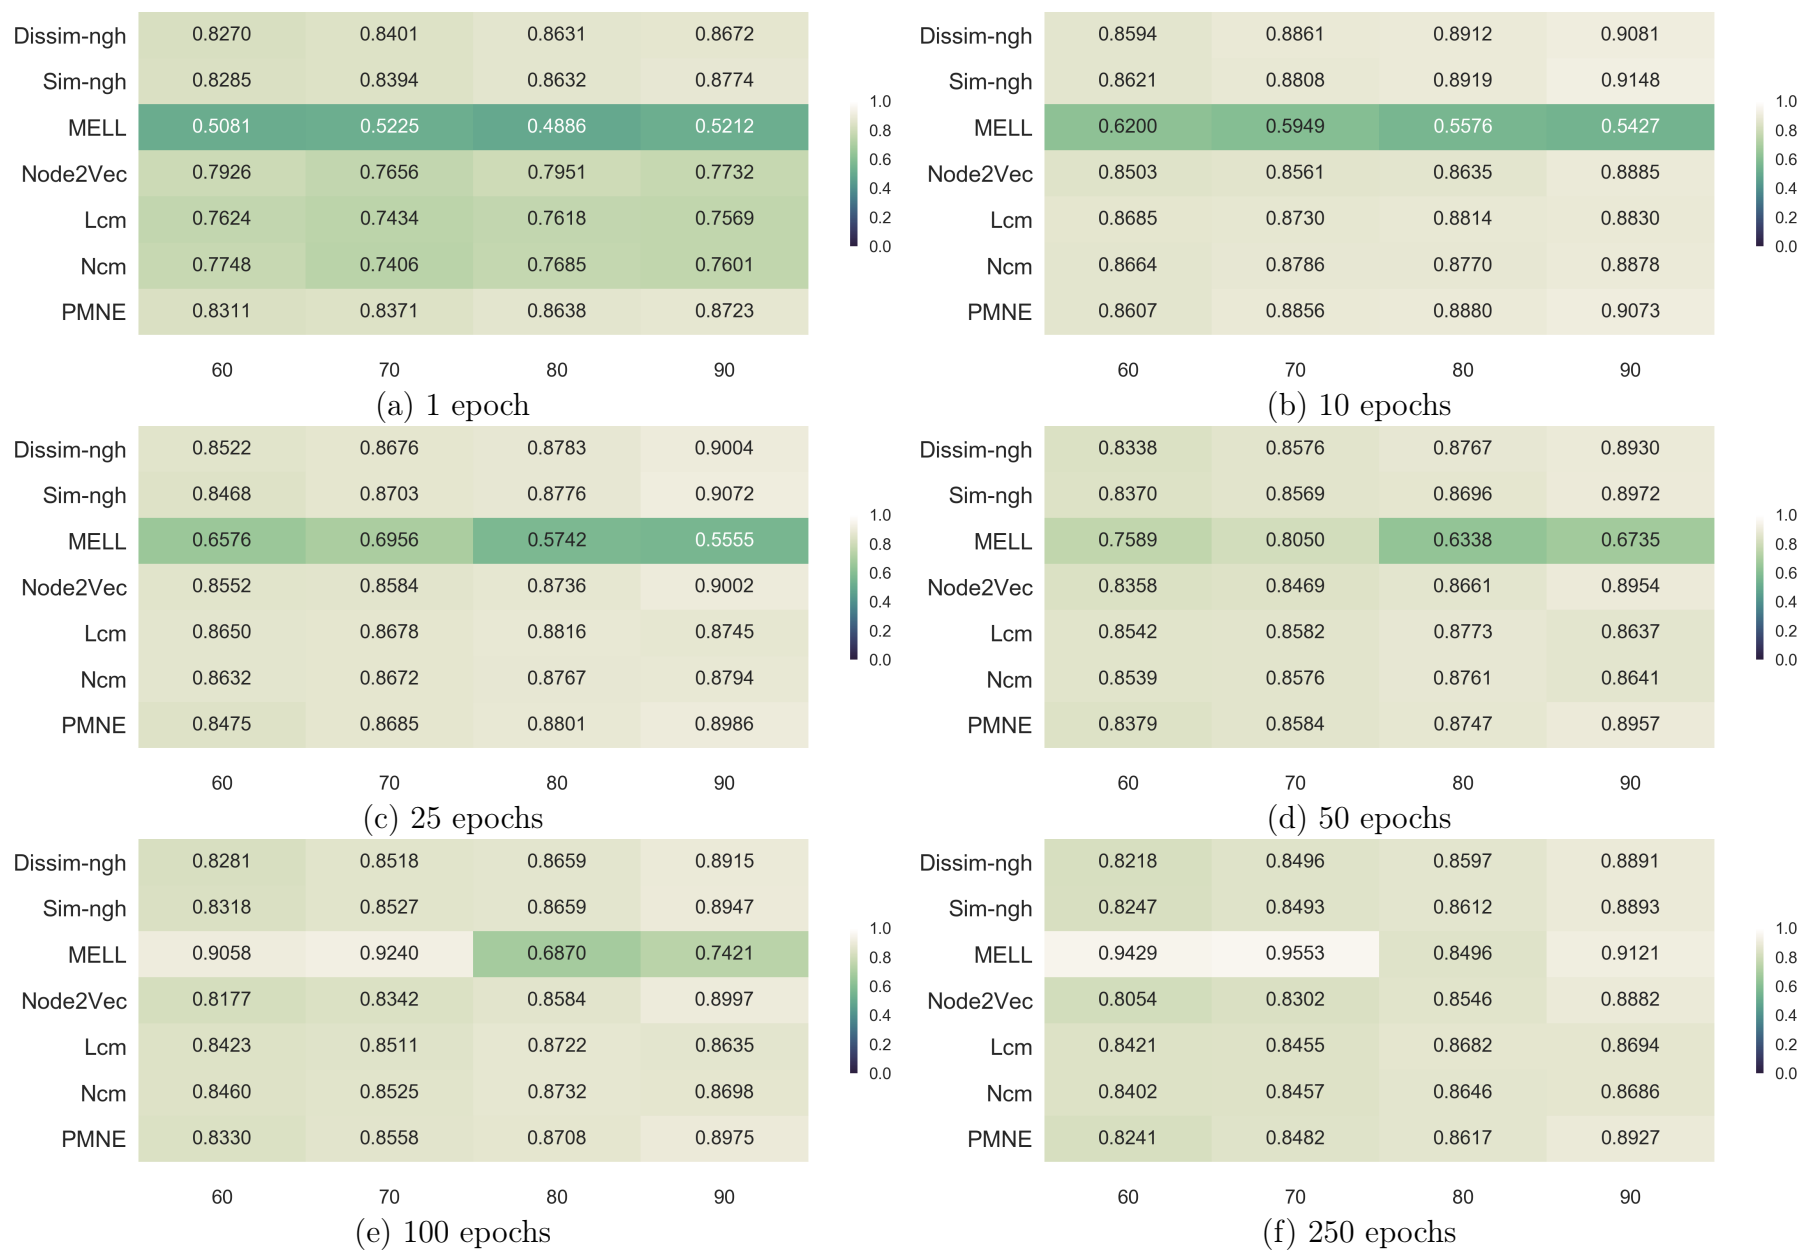 Dissim-ngh 0.8270 0.8401 0.8631 0.8672
Sim-ngh 0.8285 0.8394 0.8632 0.8774
MELL 0.5081 0.5225 0.4886 0.5212
Node2Vec 0.7926 0.7656 0.7951 0.7732
Lcm 0.7624 0.7434 0.7618 0.7569
Ncm 0.7748 0.7406 0.7685 0.7601
PMNE 0.8311 0.8371 0.8638 0.8723
60 70 80 90
1.0
0.8
0.6
0.4
0.2
0.0
(a) 1 epoch
Dissim-ngh 0.8594 0.8861 0.8912 0.9081
Sim-ngh 0.8621 0.8808 0.8919 0.9148
MELL 0.6200 0.5949 0.5576 0.5427
Node2Vec 0.8503 0.8561 0.8635 0.8885
Lcm 0.8685 0.8730 0.8814 0.8830
Ncm 0.8664 0.8786 0.8770 0.8878
PMNE 0.8607 0.8856 0.8880 0.9073
60 70 80 90
1.0
0.8
0.6
0.4
0.2
0.0
(b) 10 epochs
Dissim-ngh 0.8522 0.8676 0.8783 0.9004
Sim-ngh 0.8468 0.8703 0.8776 0.9072
MELL 0.6576 0.6956 0.5742 0.5555
Node2Vec 0.8552 0.8584 0.8736 0.9002
Lcm 0.8650 0.8678 0.8816 0.8745
Ncm 0.8632 0.8672 0.8767 0.8794
PMNE 0.8475 0.8685 0.8801 0.8986
60 70 80 90
1.0
0.8
0.6
0.4
0.2
0.0
(c) 25 epochs
Dissim-ngh 0.8338 0.8576 0.8767 0.8930
Sim-ngh 0.8370 0.8569 0.8696 0.8972
MELL 0.7589 0.8050 0.6338 0.6735
Node2Vec 0.8358 0.8469 0.8661 0.8954
Lcm 0.8542 0.8582 0.8773 0.8637
Ncm 0.8539 0.8576 0.8761 0.8641
PMNE 0.8379 0.8584 0.8747 0.8957
60 70 80 90
1.0
0.8
0.6
0.4
0.2
0.0
(d) 50 epochs
Dissim-ngh 0.8281 0.8518 0.8659 0.8915
Sim-ngh 0.8318 0.8527 0.8659 0.8947
MELL 0.9058 0.9240 0.6870 0.7421
Node2Vec 0.8177 0.8342 0.8584 0.8997
Lcm 0.8423 0.8511 0.8722 0.8635
Ncm 0.8460 0.8525 0.8732 0.8698
PMNE 0.8330 0.8558 0.8708 0.8975
60 70 80 90
1.0
0.8
0.6
0.4
0.2
0.0
(e) 100 epochs
Dissim-ngh 0.8218 0.8496 0.8597 0.8891
Sim-ngh 0.8247 0.8493 0.8612 0.8893
MELL 0.9429 0.9553 0.8496 0.9121
Node2Vec 0.8054 0.8302 0.8546 0.8882
Lcm 0.8421 0.8455 0.8682 0.8694
Ncm 0.8402 0.8457 0.8646 0.8686
PMNE 0.8241 0.8482 0.8617 0.8927
60 70 80 90
1.0
0.8
0.6
0.4
0.2
0.0
(f) 250 epochs